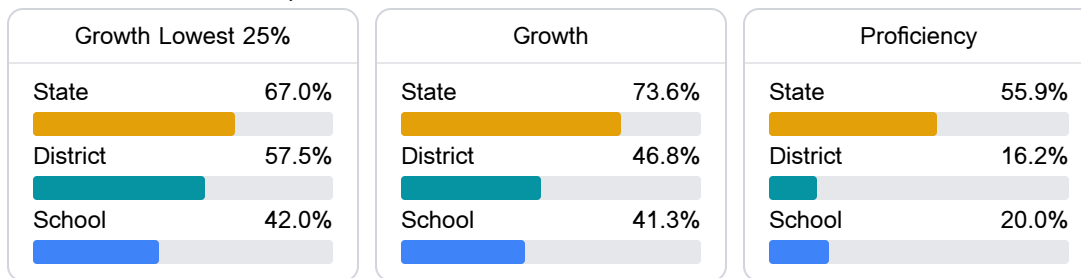 Growth Lowest 25%
State 67.0%
District 57.5%
School 42.0%
Growth
State 73.6%
District 46.8%
School 41.3%
Proficiency
State 55.9%
District 16.2%
School 20.0%